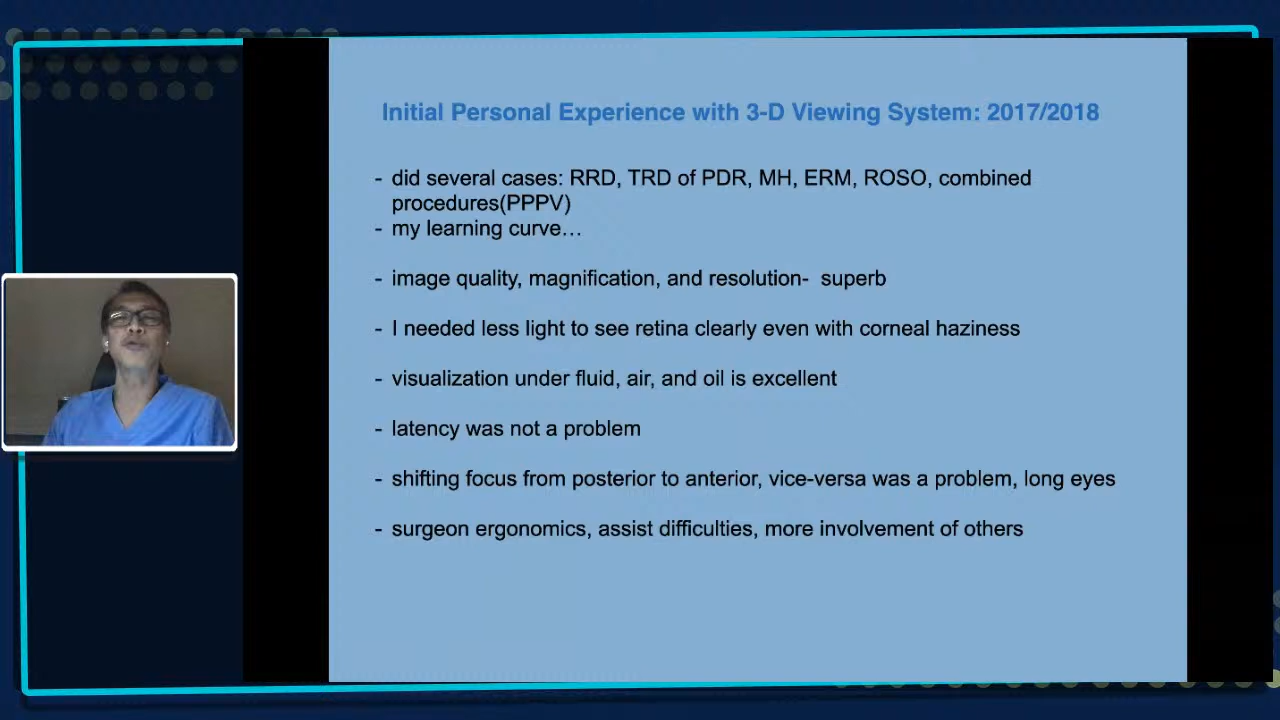 Initial Personal Experience with 3-D Viewing System: 2017/2018
- did several cases: RRD, TRD of PDR, MH, ERM, ROSO, combined
procedures(PPPV)
- my learning curve…
- image quality, magnification, and resolution-  superb
- I needed less light to see retina clearly even with corneal haziness
- visualization under fluid, air, and oil is excellent
- latency was not a problem
- shifting focus from posterior to anterior, vice-versa was a problem, long eyes
- surgeon ergonomics, assist difficulties, more involvement of others